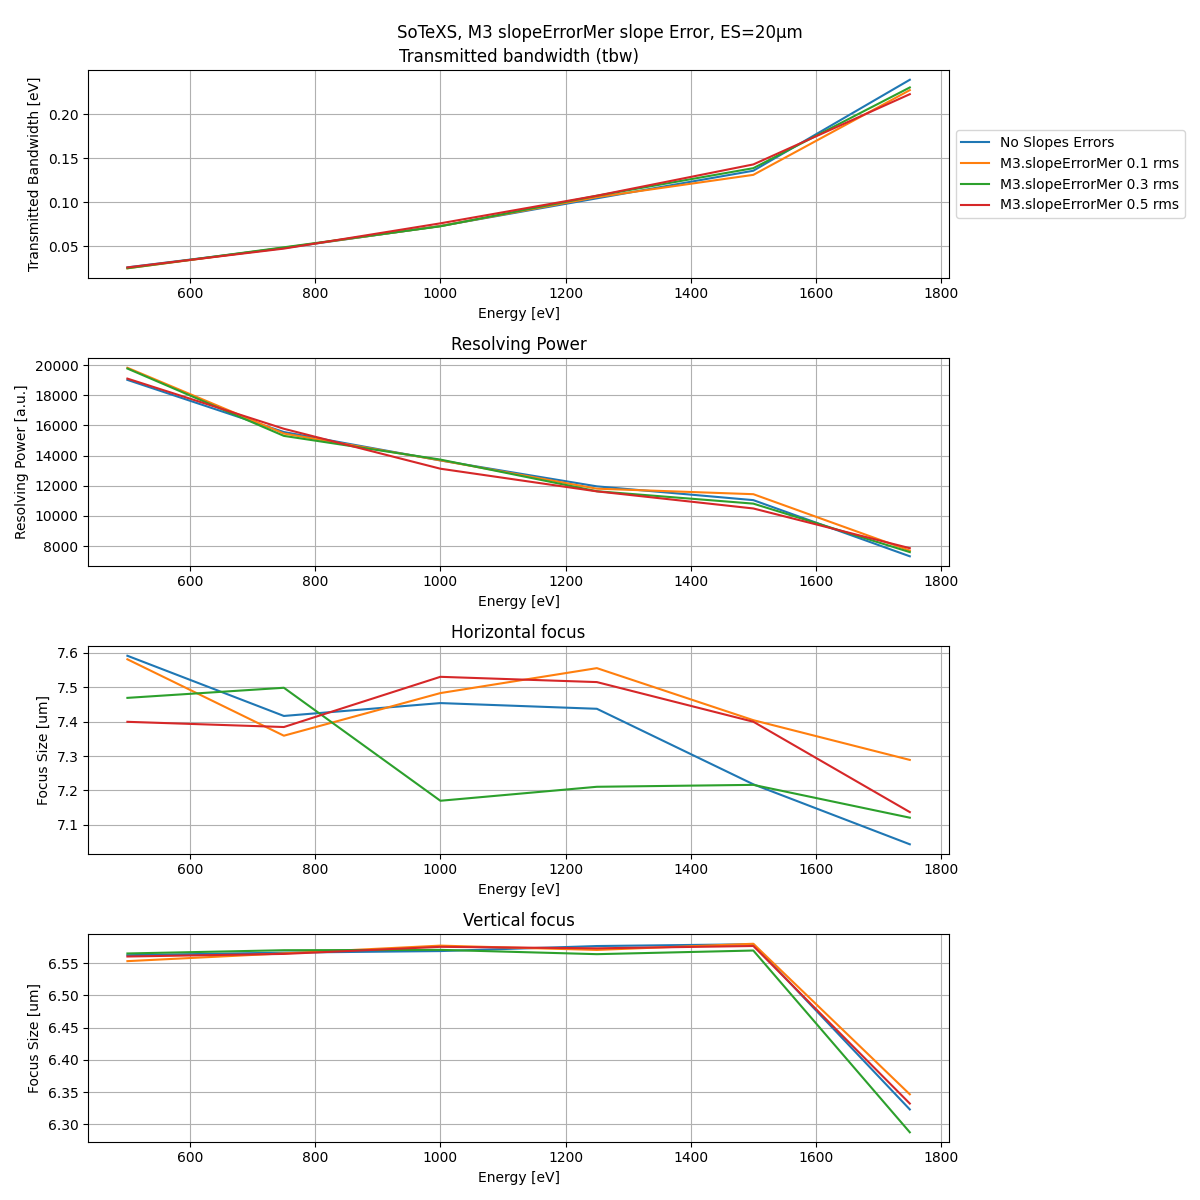 SoTeXS, M3 slopeErrorMer slope Error, ES=20μm
Transmitted bandwidth (tbw)
Transmitted Bandwidth [eV]
0.20
0.15
0.10
0.05
600 800 1000 1200 1400 1600 1800
Energy [eV]
No Slopes Errors
M3.slopeErrorMer 0.1 rms
M3.slopeErrorMer 0.3 rms
M3.slopeErrorMer 0.5 rms
Resolving Power
Resolving Power [a.u.]
20000
18000
16000
14000
12000
10000
8000
600 800 1000 1200 1400 1600 1800
Energy [eV]
Horizontal focus
Focus Size [um]
7.6
7.5
7.4
7.3
7.2
7.1
600 800 1000 1200 1400 1600 1800
Energy [eV]
Vertical focus
Focus Size [um]
6.55
6.50
6.45
6.40
6.35
6.30
600 800 1000 1200 1400 1600 1800
Energy [eV]